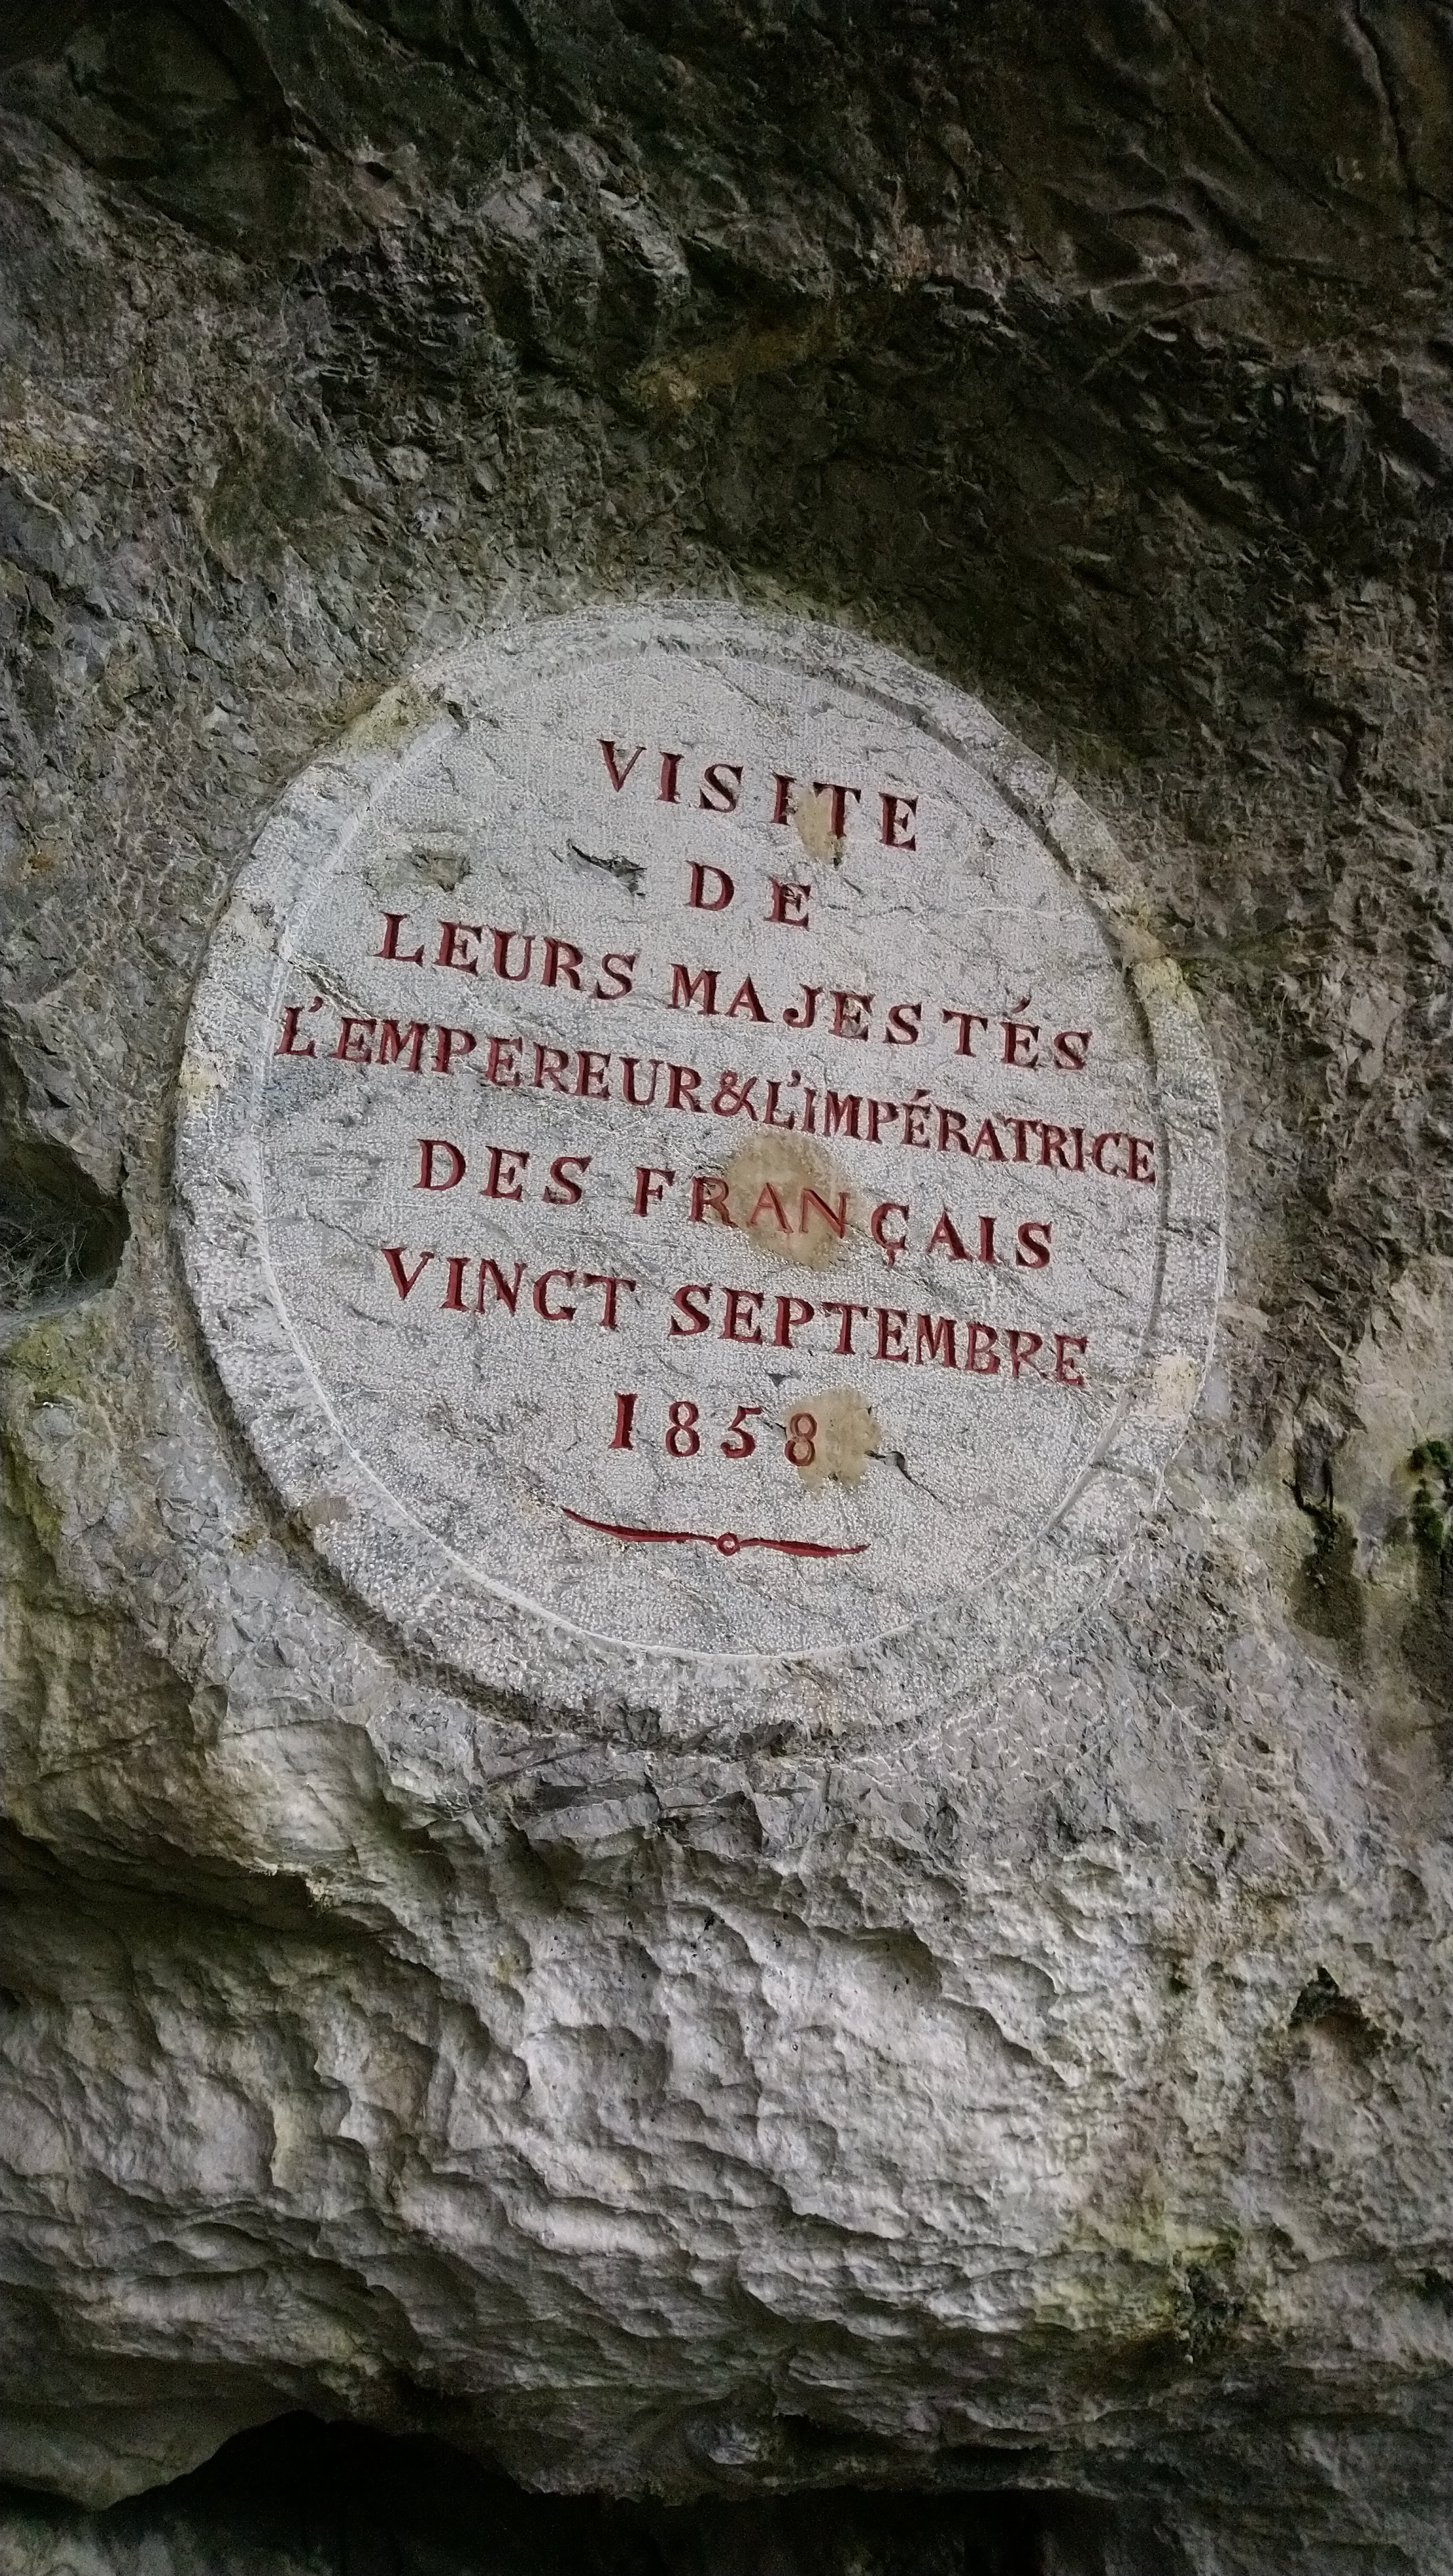 VISITE
DE
LEURS MAJESTÉS
L'EMPEREUR & L'IMPÉRATRICE
DES FRANÇAIS
VINGT SEPTEMBRE
1858